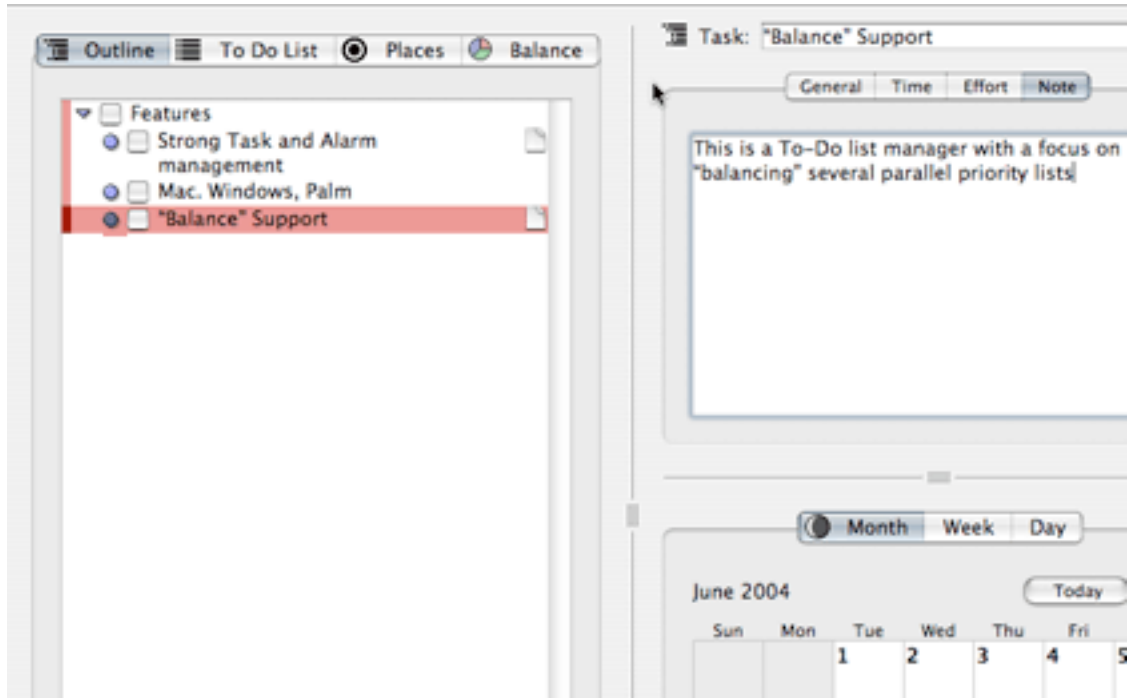 Outline To Do List Places Balance
Features
Strong Task and Alarm
management
Mac. Windows, Palm
“Balance” Support
Task: “Balance” Support
General Time Effort Note
This is a To-Do list manager with a focus on
“balancing” several parallel priority lists
Month Week Day
June 2004 Today
Sun Mon Tue Wed Thu Fri
1 2 3 4 5